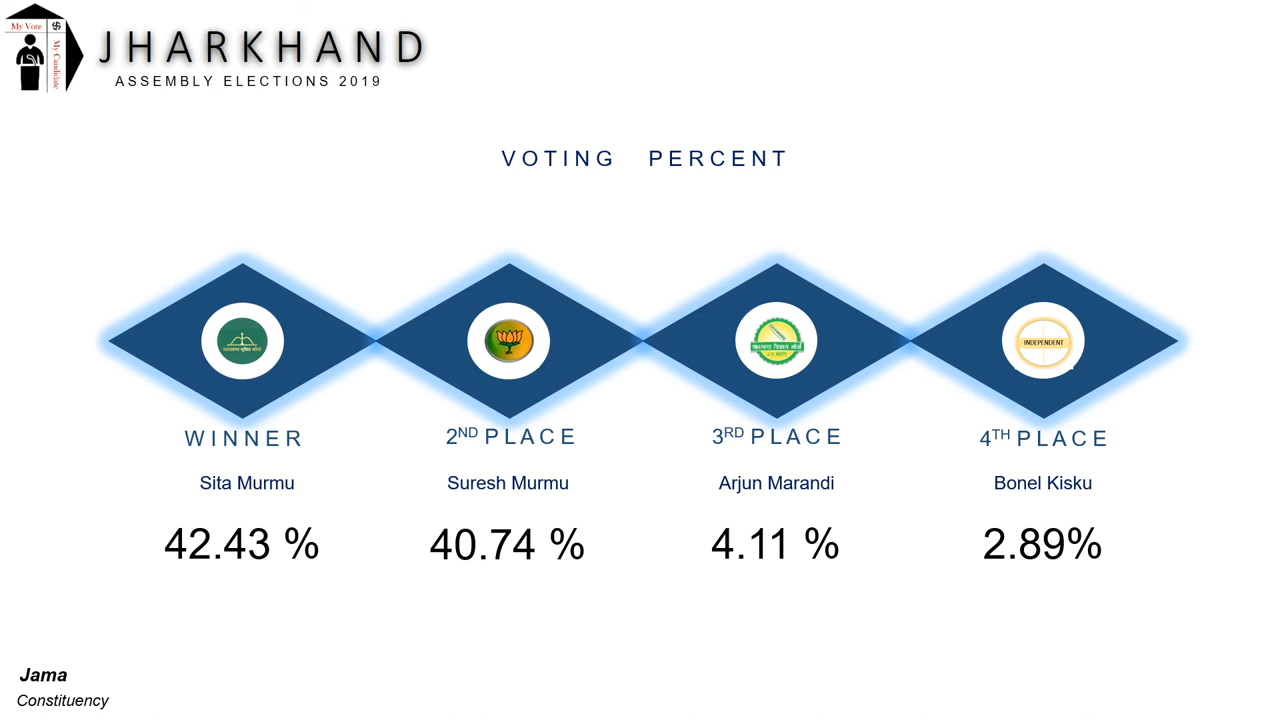 My Vote
My Candidate
JHARKHAND
ASSEMBLY ELECTIONS 2019
VOTING PERCENT
INDEPENDENT
WINNER
2ND PLACE
3RD PLACE
4TH PLACE
Sita Murmu
Suresh Murmu
Arjun Marandi
Bonel Kisku
42.43 %
40.74 %
4.11 %
2.89%
Jama
Constituency